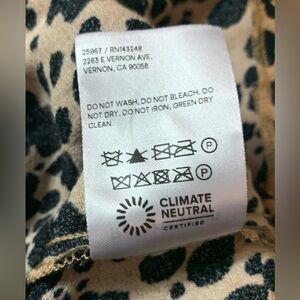 25967 / RN143248
2263 E VERNON AVE.
VERNON, CA 90058
DO NOT WASH, DO NOT BLEACH. DO
NOT DRY. DO NOT IRON, GREEN DRY
CLEAN
P
P
CLIMATE
NEUTRAL
CERTIFIED